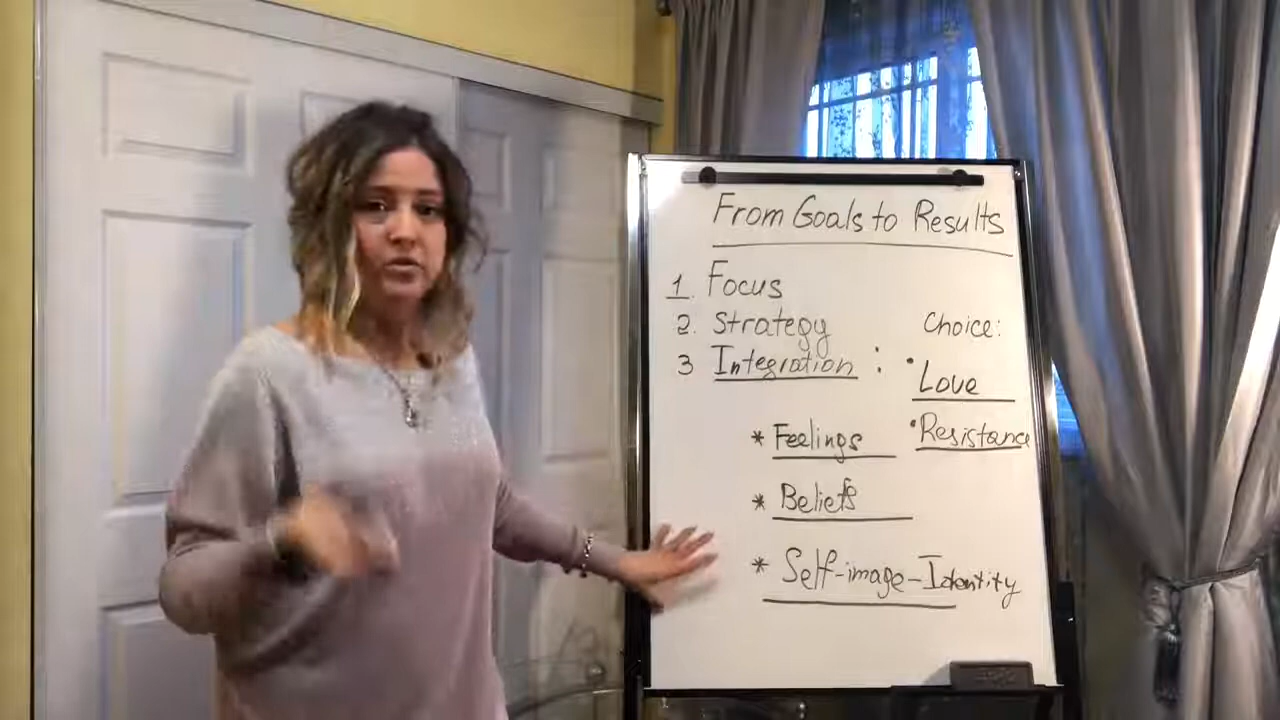 From Goals to Results
1. Focus
2. Strategy
3 Integration :
Choice:
• Love
• Resistance
* Feelings
* Beliefs
* Self-image-Identity